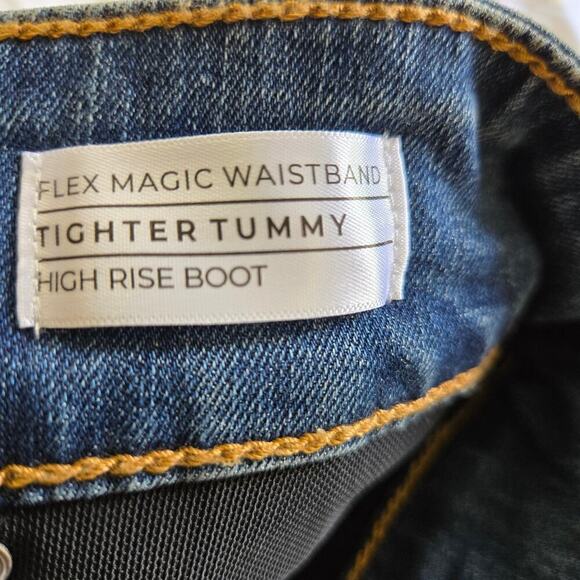 FLEX MAGIC WAISTBAND
TIGHTER TUMMY
HIGH RISE BOOT